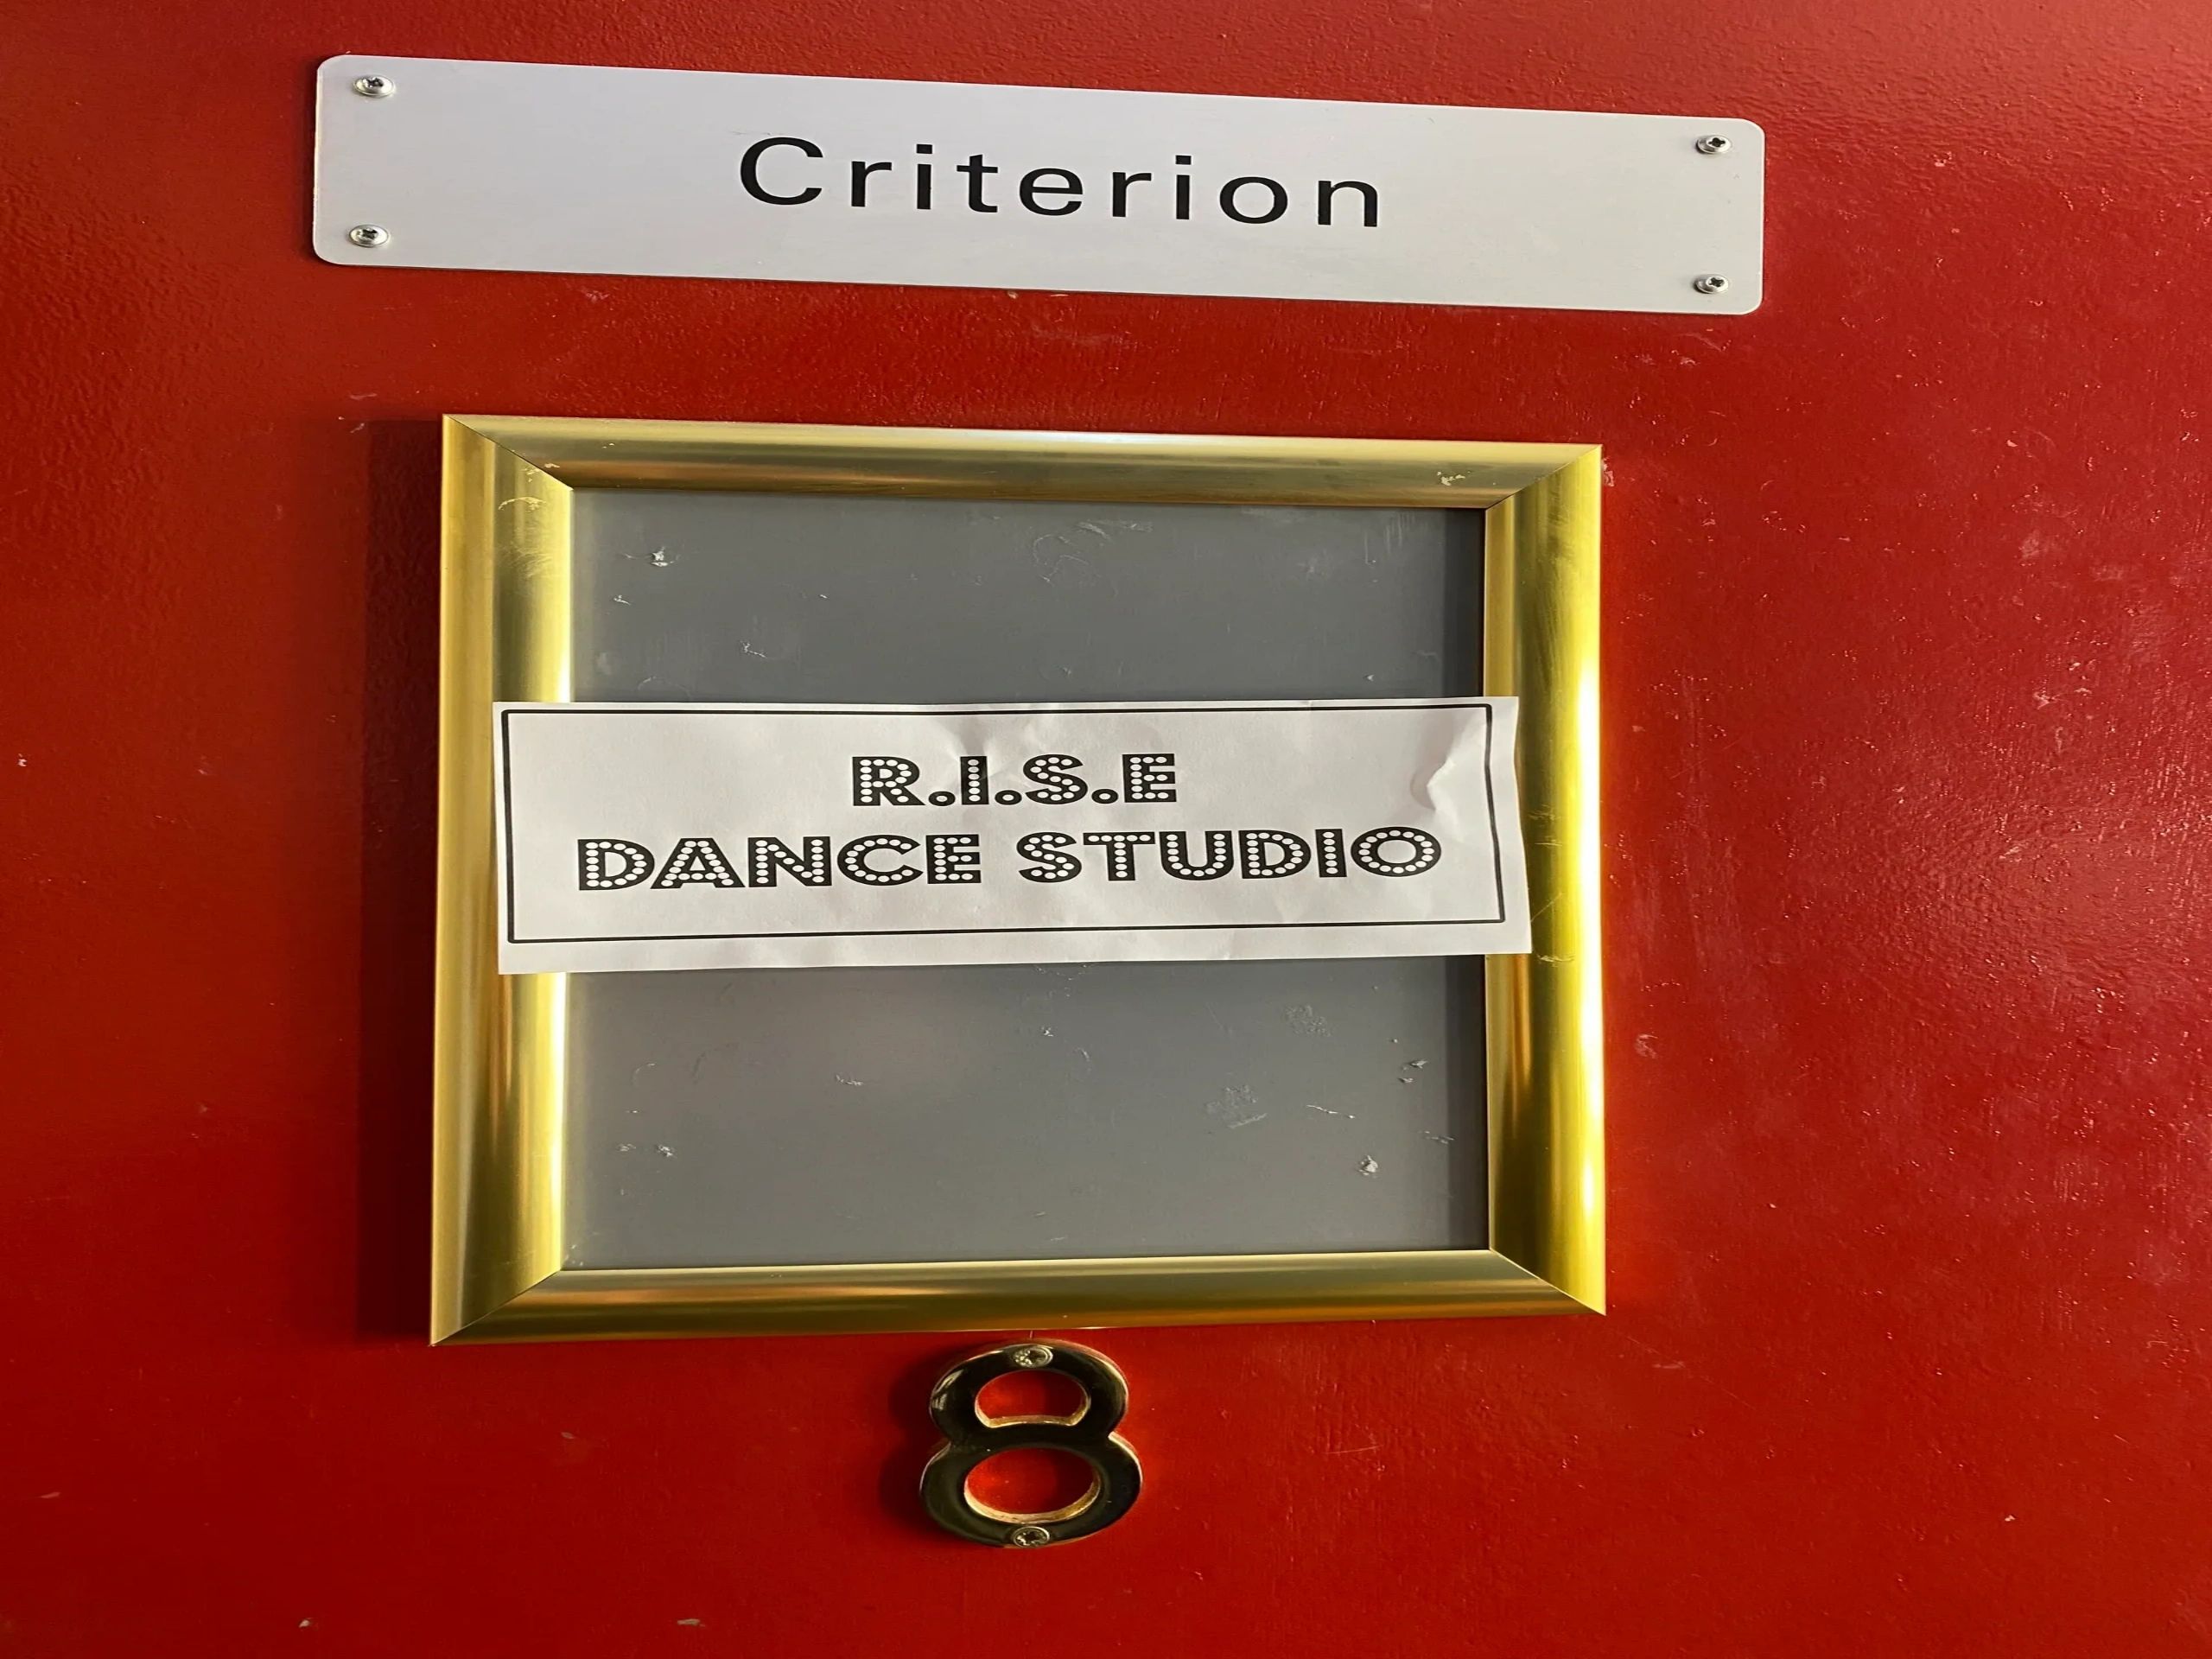 Criterion
R.I.S.E
DANCE STUDIO
8